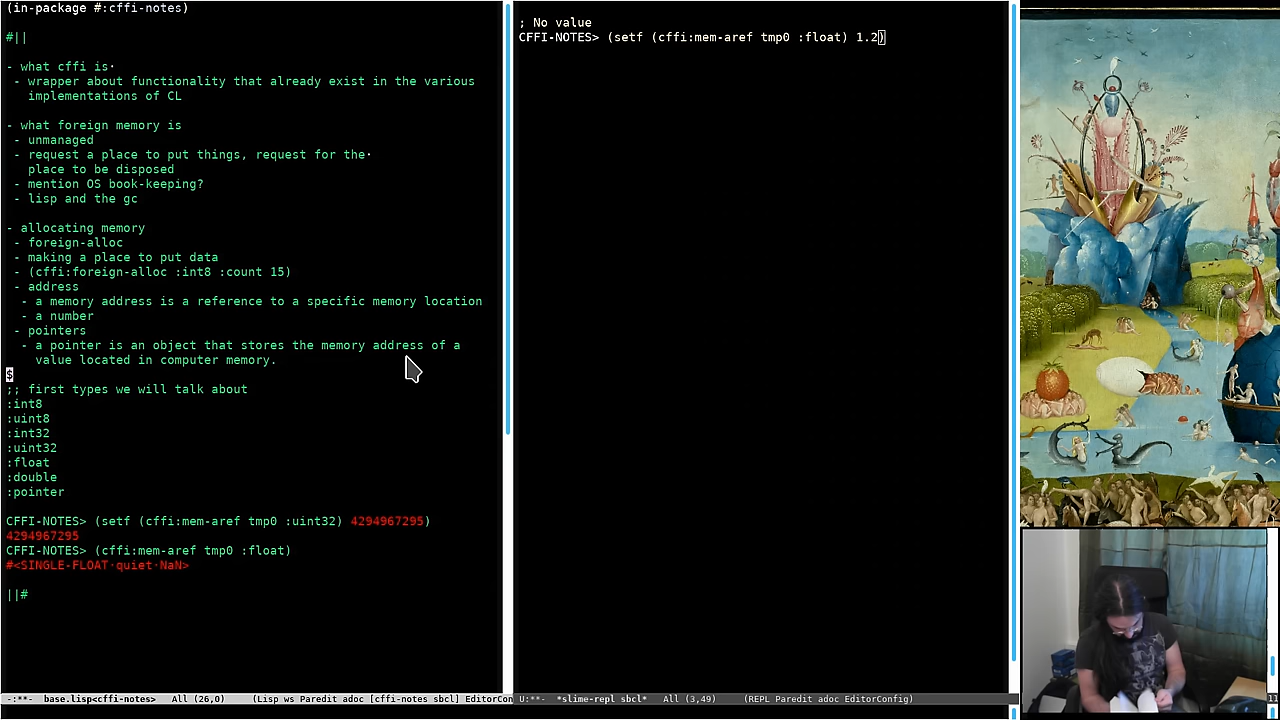 (in-package #:cffi-notes)
#||
- what cffi is·
- wrapper about functionality that already exist in the various
implementations of CL
- what foreign memory is
- unmanaged
- request a place to put things, request for the·
place to be disposed
- mention OS book-keeping?
- lisp and the gc
- allocating memory
- foreign-alloc
- making a place to put data
- (cffi:foreign-alloc :int8 :count 15)
- address
- a memory address is a reference to a specific memory location
- a number
- pointers
- a pointer is an object that stores the memory address of a
value located in computer memory.
$
;; first types we will talk about
:int8
:uint8
:int32
:uint32
:float
:double
:pointer
CFFI-NOTES> (setf (cffi:mem-aref tmp0 :uint32) 4294967295)
4294967295
CFFI-NOTES> (cffi:mem-aref tmp0 :float)
#<SINGLE-FLOAT·quiet·NaN>
||#
-:**-  base.lisp<cffi-notes>   All (26,0)     (Lisp ws Paredit adoc [cffi-notes sbcl] EditorCon
; No value
CFFI-NOTES> (setf (cffi:mem-aref tmp0 :float) 1.2)
U:**-  *slime-repl sbcl*   All (3,49)     (REPL Paredit adoc EditorConfig)